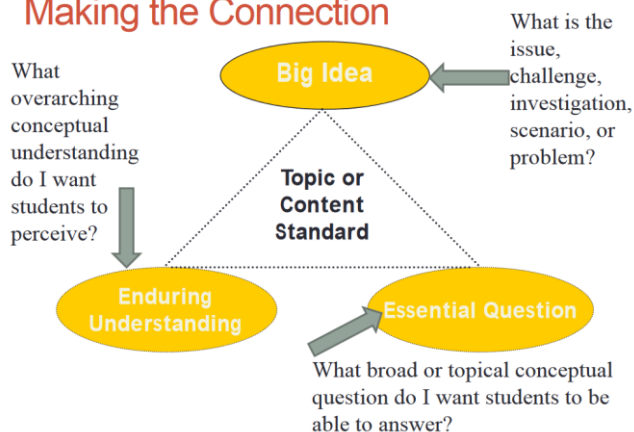 Making the Connection
What is the
issue,
challenge,
investigation,
scenario, or
problem?
Big Idea
What
overarching
conceptual
understanding
do I want
students to
perceive?
Topic or
Content
Standard
Enduring
Understanding
Essential Question
What broad or topical conceptual
question do I want students to be
able to answer?